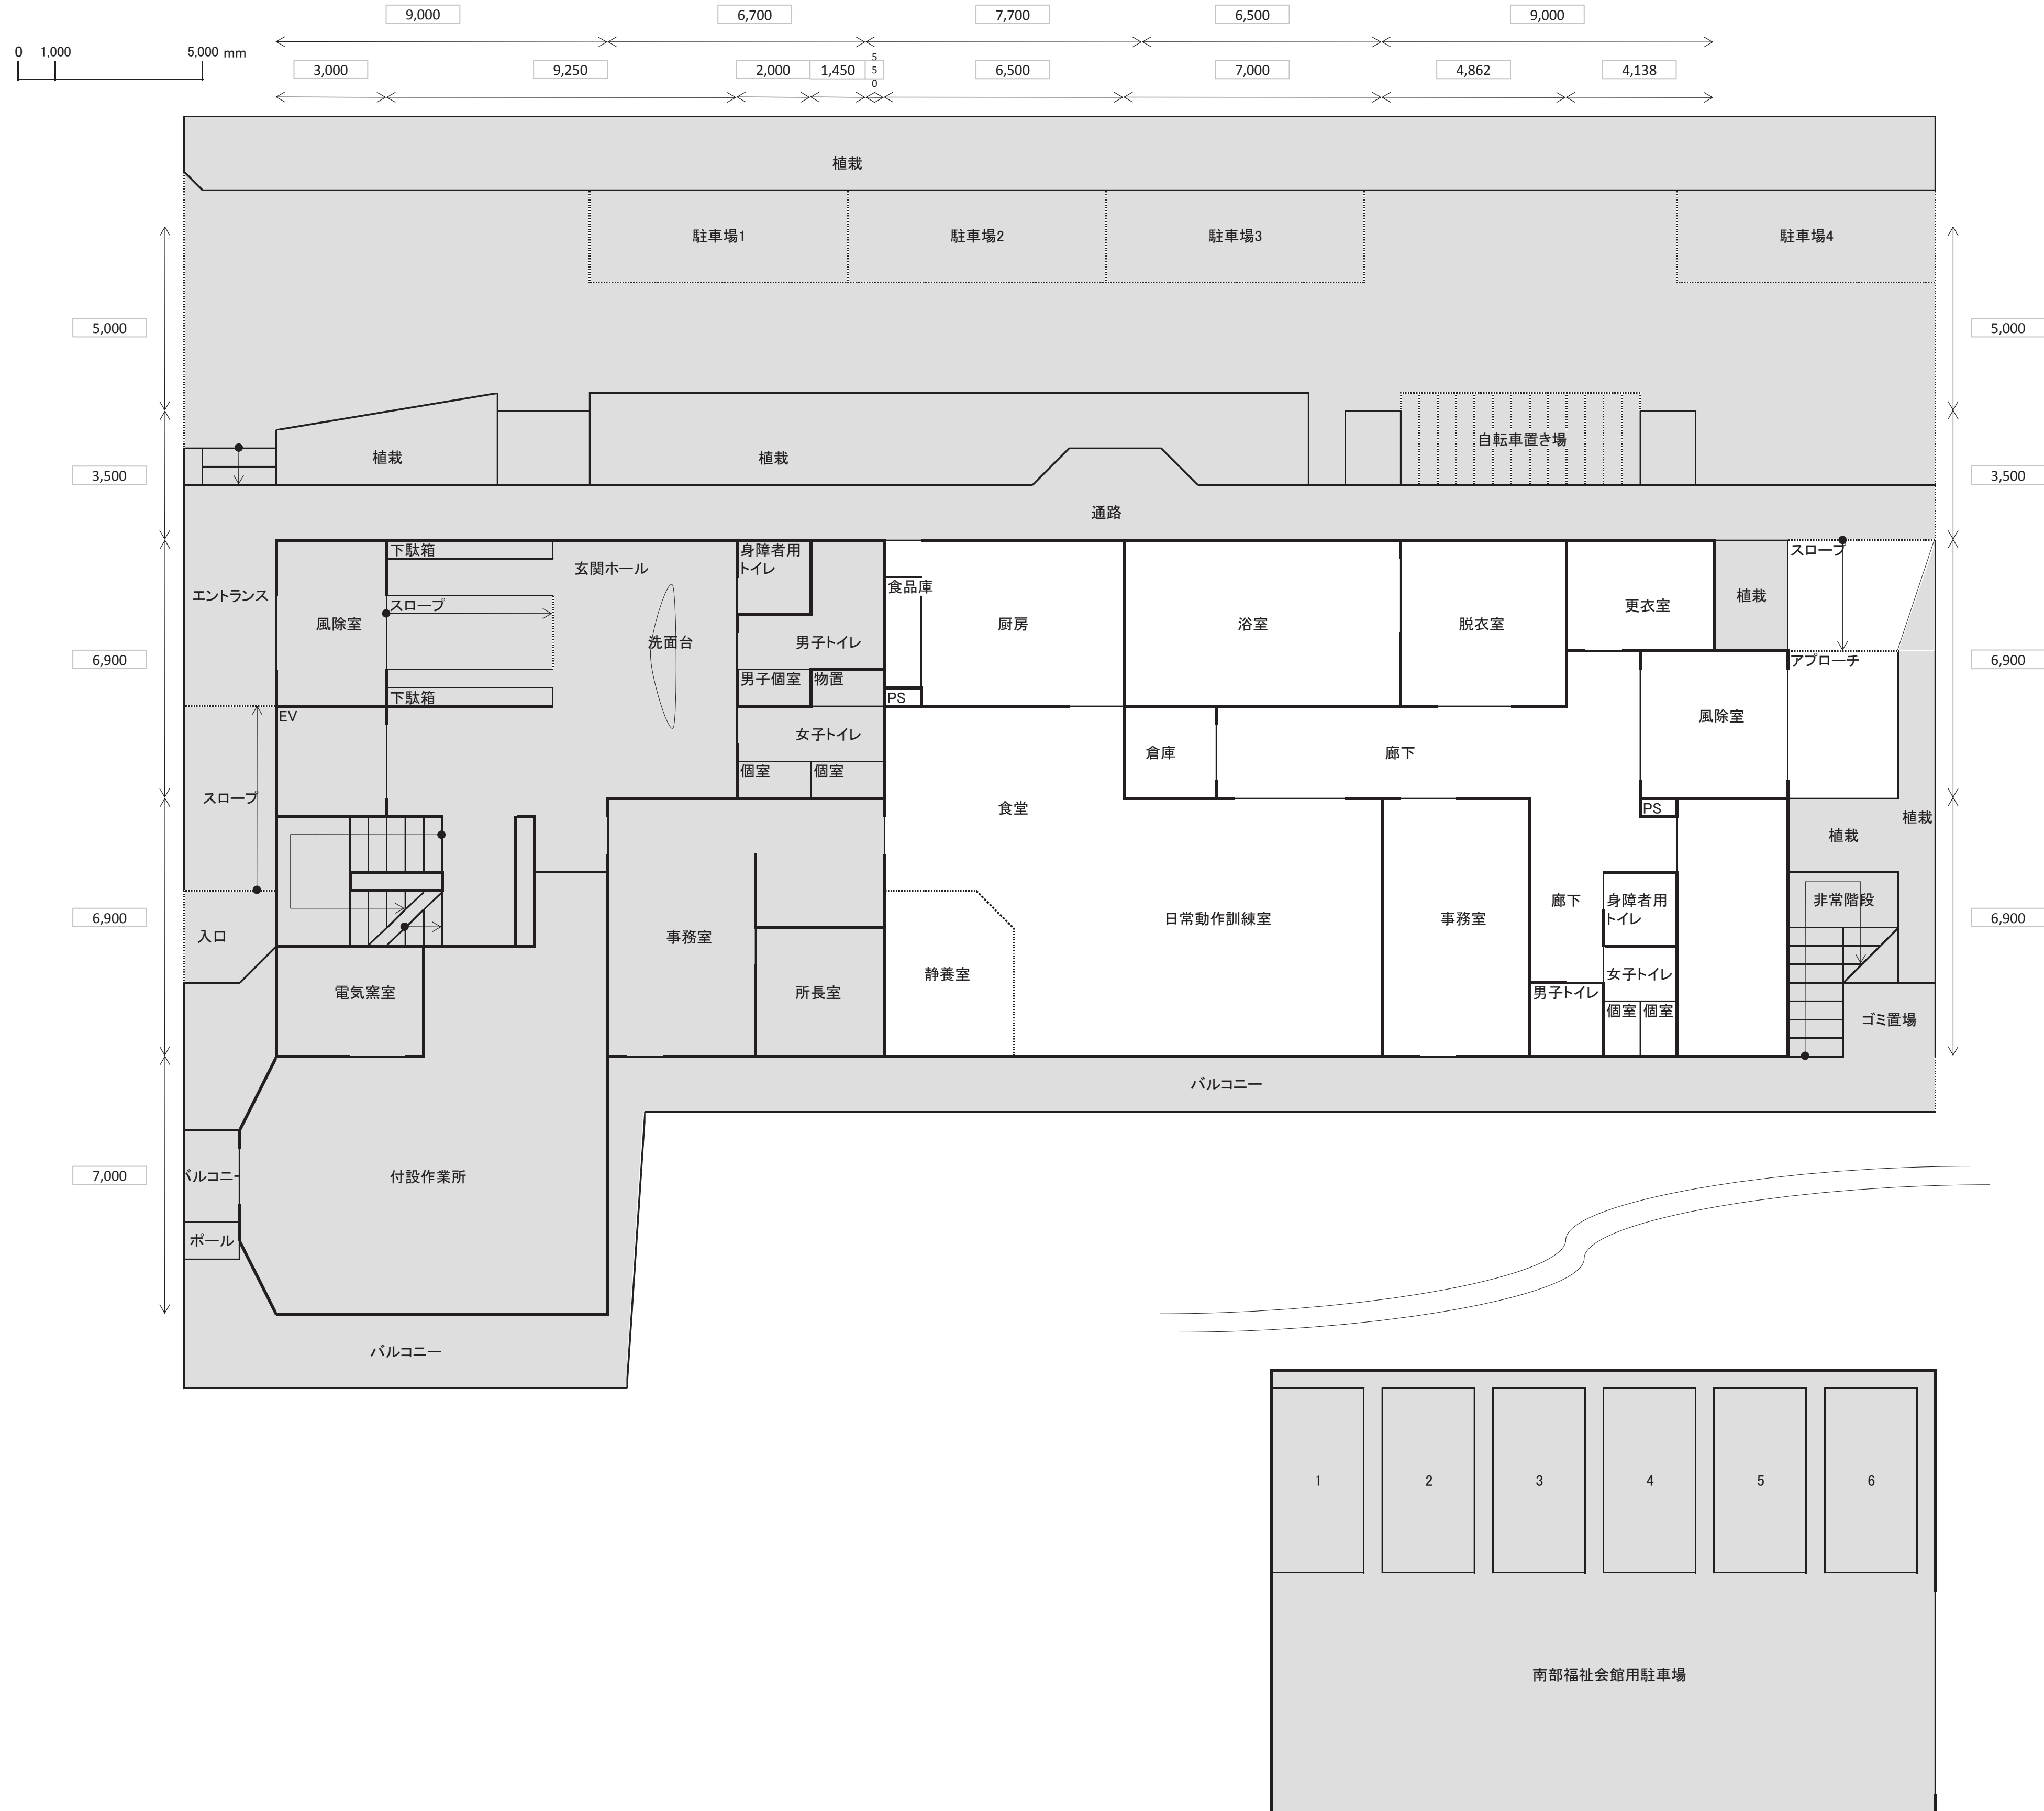 9,000
6,700
7,700
6,500
9,000
0
1,000
5,000 mm
3,000
9,250
2,000
1,450
5
5
0
6,500
7,000
4,862
4,138
植栽
駐車場1
駐車場2
駐車場3
駐車場4
5,000
5,000
自転車置き場
植栽
植栽
3,500
3,500
通路
下駄箱
身障者用
トイレ
スロープ
玄関ホール
食品庫
エントランス
スロープ
植栽
更衣室
風除室
厨房
浴室
脱衣室
洗面台
男子トイレ
6,900
6,900
アプローチ
男子個室
物置
下駄箱
PS
EV
風除室
女子トイレ
倉庫
廊下
個室
個室
スロープ
食堂
PS
植栽
植栽
非常階段
廊下
身障者用
トイレ
6,900
6,900
日常動作訓練室
事務室
入口
事務室
静養室
女子トイレ
電気窯室
所長室
男子トイレ
個室
個室
ゴミ置場
バルコニー
7,000
バルコニー
付設作業所
ポール
バルコニー
1
2
3
4
5
6
南部福祉会館用駐車場